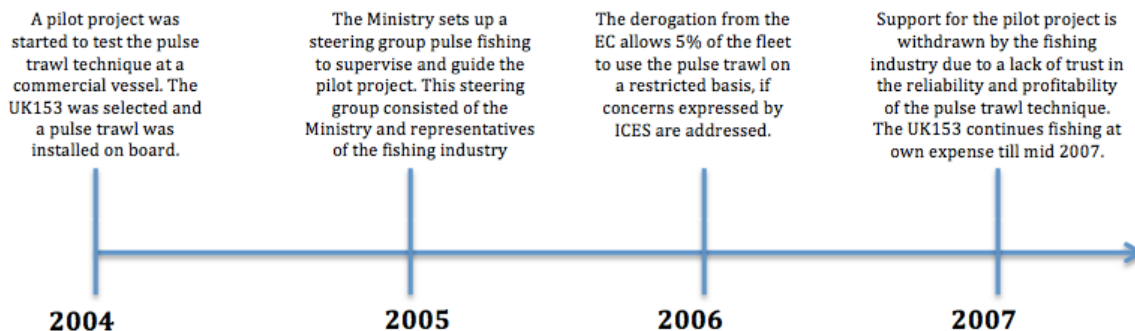 A pilot project was
started to test the pulse
trawl technique at a
commercial vessel. The
UK153 was selected and
a pulse trawl was
installed on board.
The Ministry sets up a
steering group pulse fishing
to supervise and guide the
pilot project. This steering
group consisted of the
Ministry and representatives
of the fishing industry
The derogation from the
EC allows 5% of the fleet
to use the pulse trawl on
a restricted basis, if
concerns expressed by
ICES are addressed.
Support for the pilot project is
withdrawn by the fishing
industry due to a lack of trust in
the reliability and profitability
of the pulse trawl technique.
The UK153 continues fishing at
own expense till mid 2007.
2004
2005
2006
2007